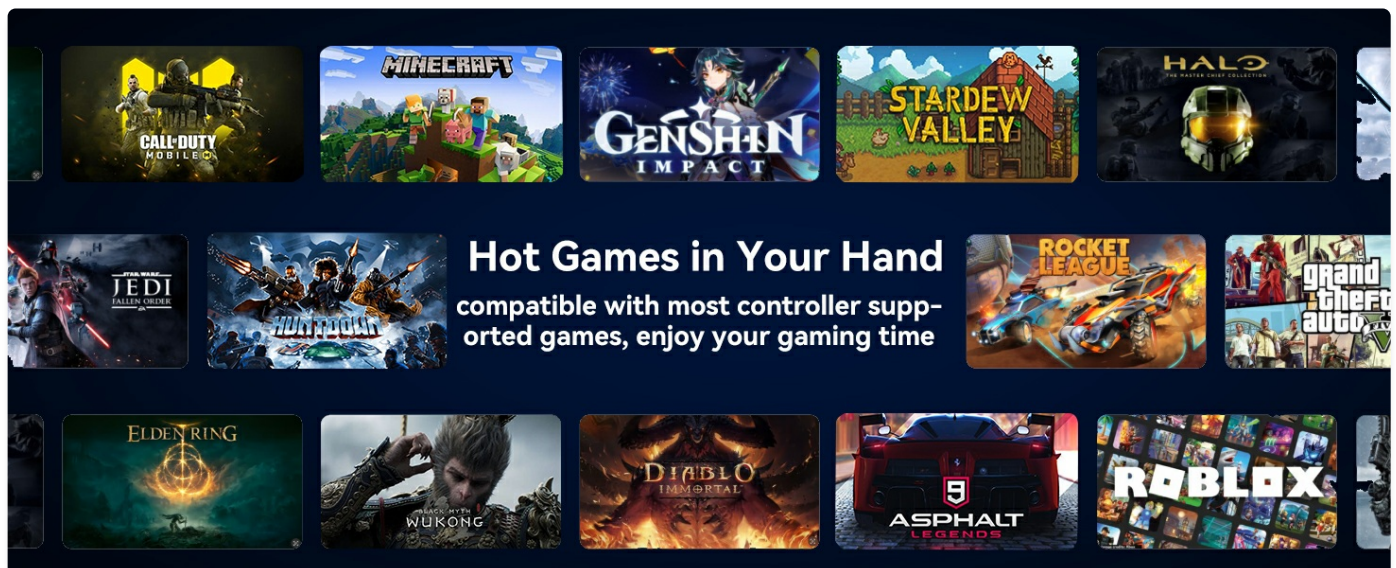 CALL OF DUTY
MOBILE
MINECRAFT
GENSHIN
IMPACT
STARDEW
VALLEY
HALO
THE MASTER CHIEF COLLECTION
STAR WARS
JEDI
FALLEN ORDER
EA
HUNTDOWN
Hot Games in Your Hand
compatible with most controller supp-
orted games, enjoy your gaming time
ROCKET
LEAGUE
grand
theft
auto
V
ELDEN RING
BLACK MYTH
WUKONG
DIABLO
IMMORTAL
9
ASPHALT
LEGENDS
ROBLOX